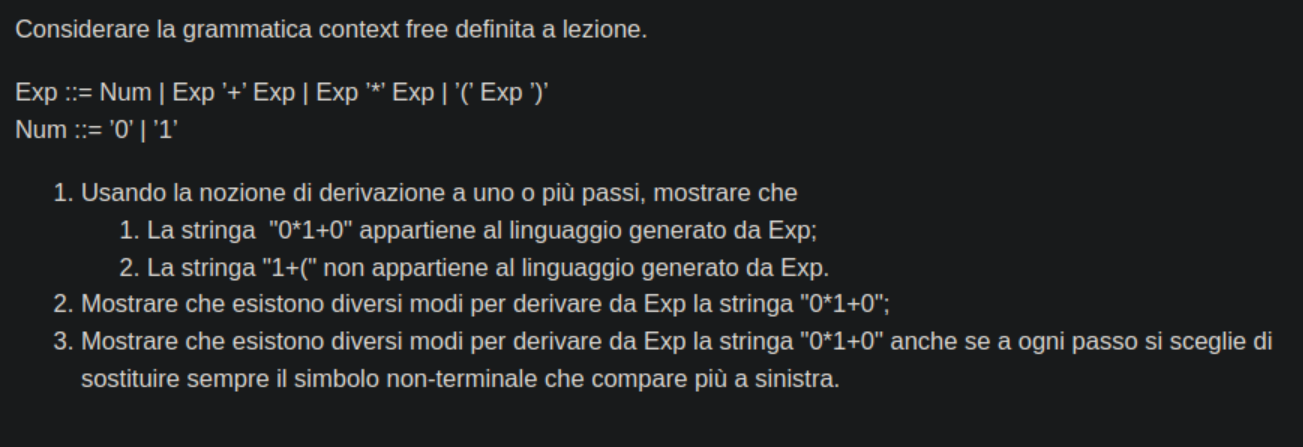 Considerare la grammatica context free definita a lezione.
Exp ::= Num | Exp ’+’ Exp | Exp ’*’ Exp | ’(’ Exp ’)’
Num ::= ’0’ | ’1’
1. Usando la nozione di derivazione a uno o più passi, mostrare che
1. La stringa  "0*1+0" appartiene al linguaggio generato da Exp;
2. La stringa "1+(" non appartiene al linguaggio generato da Exp.
2. Mostrare che esistono diversi modi per derivare da Exp la stringa "0*1+0";
3. Mostrare che esistono diversi modi per derivare da Exp la stringa "0*1+0" anche se a ogni passo si sceglie di
sostituire sempre il simbolo non-terminale che compare più a sinistra.